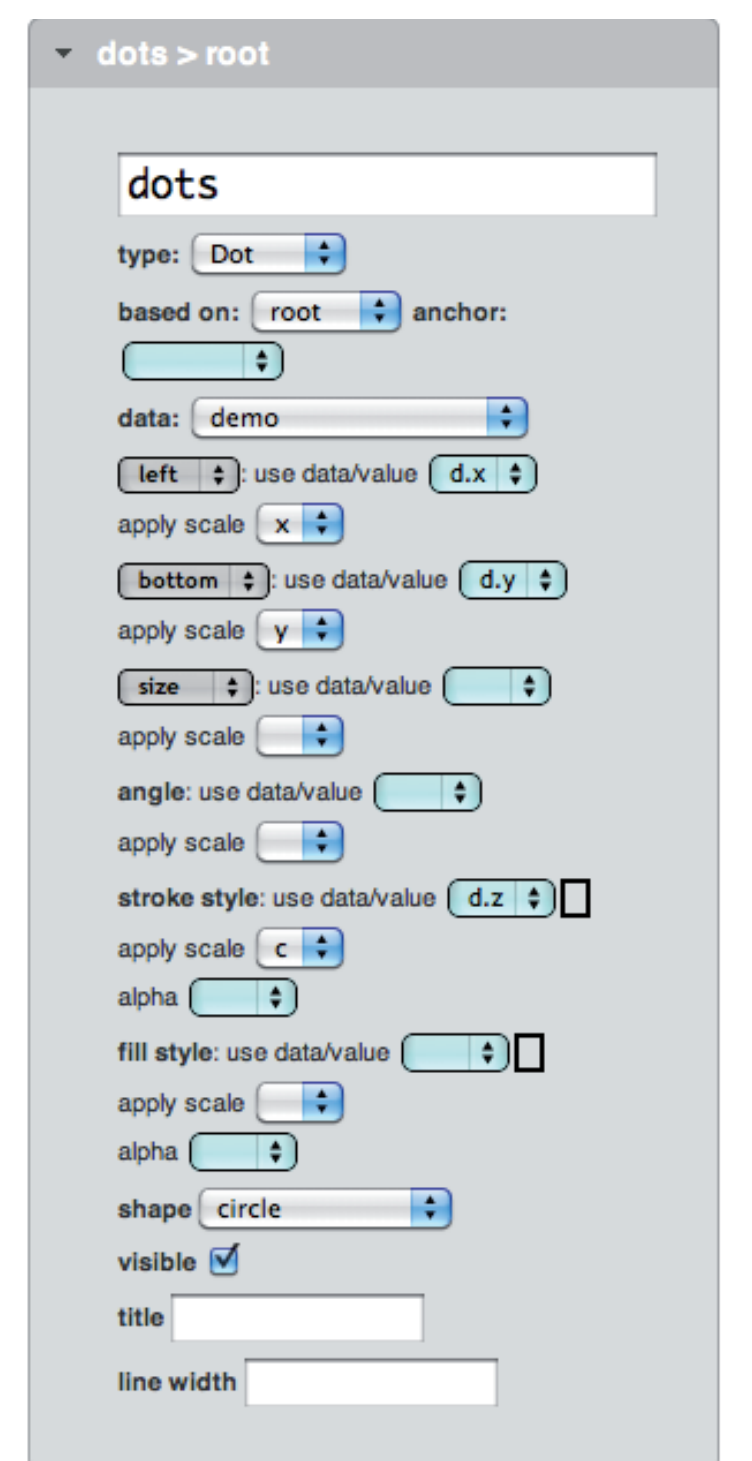 dots > root
dots
type: Dot
based on: root anchor:
data: demo
left : use data/value d.x
apply scale x
bottom : use data/value d.y
apply scale y
size : use data/value
apply scale
angle: use data/value
apply scale
stroke style: use data/value d.z
apply scale c
alpha
fill style: use data/value
apply scale
alpha
shape circle
visible
title
line width